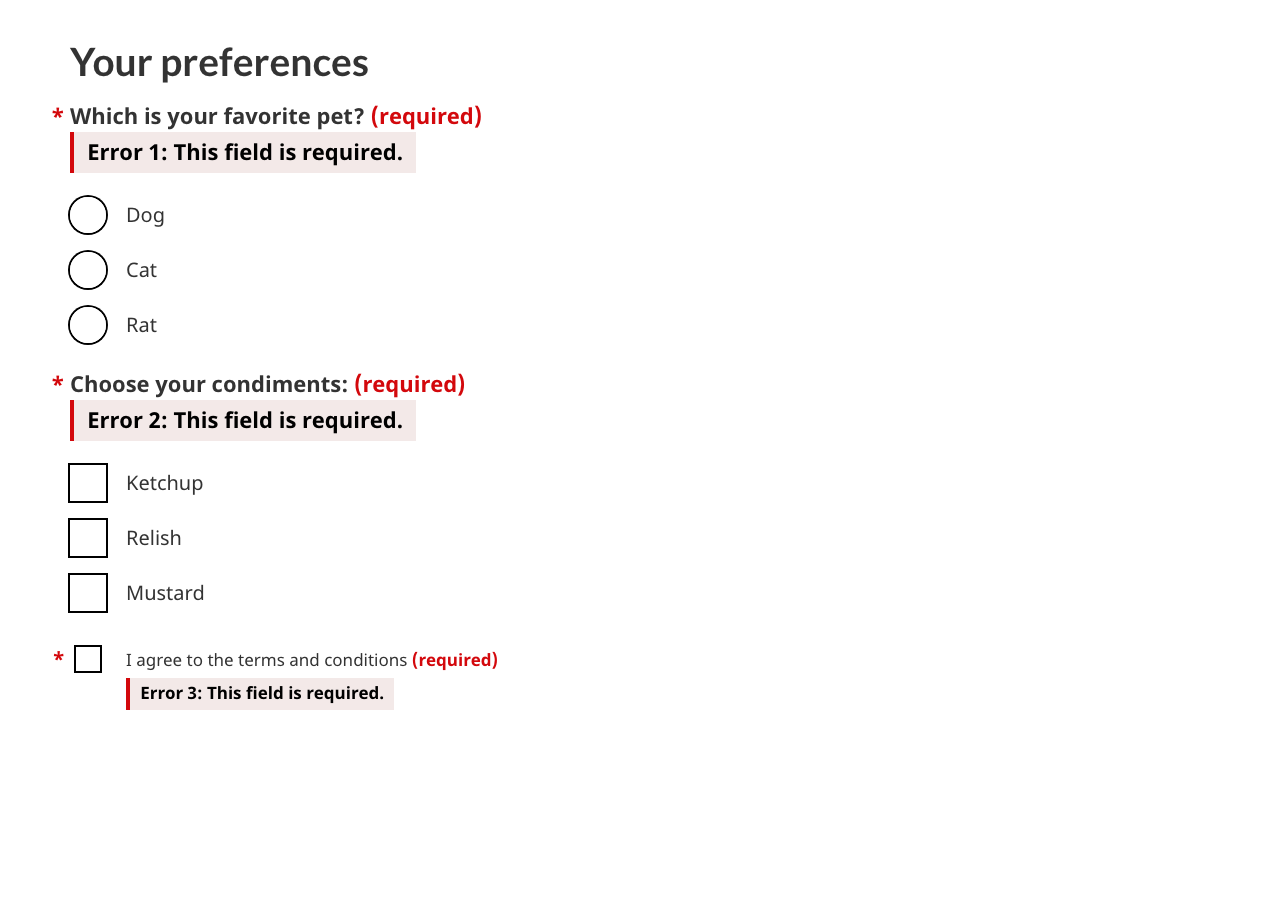 Your preferences
* Which is your favorite pet? (required)
Error 1: This field is required.
Dog
Cat
Rat
* Choose your condiments: (required)
Error 2: This field is required.
Ketchup
Relish
Mustard
* I agree to the terms and conditions (required)
Error 3: This field is required.